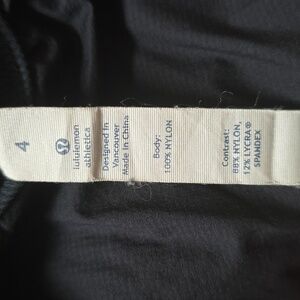 4
lululemon
athletica
Designed in
Vancouver
Made in China
Body:
100% NYLON
Contrast:
88% NYLON,
12% LYCRA®
SPANDEX